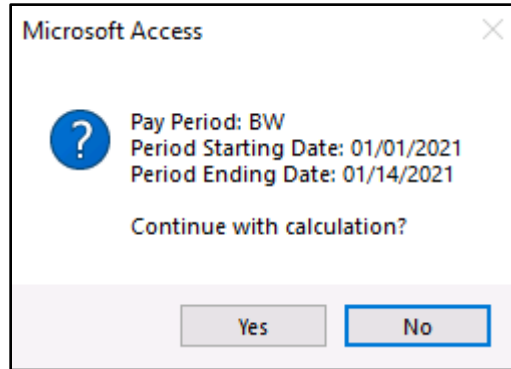 Microsoft Access
?
Pay Period: BW
Period Starting Date: 01/01/2021
Period Ending Date: 01/14/2021
Continue with calculation?
Yes
No